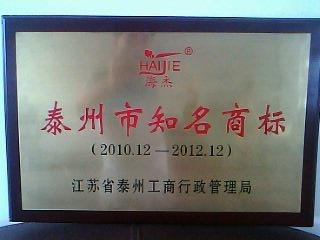 HAIJIE®
海杰
泰州市知名商标
(2010.12—2012.12)
江苏省泰州工商行政管理局